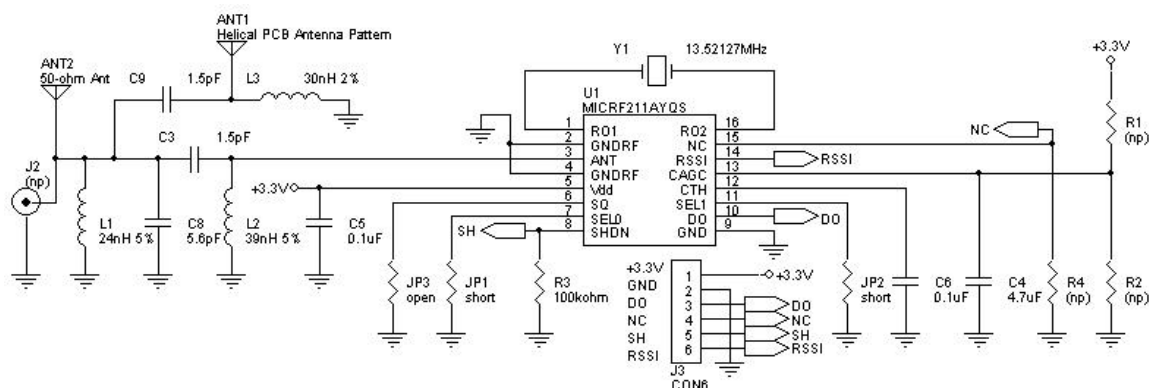 ANT1
Helical PCB Antenna Pattern
ANT2
50-ohm Ant
C9 1.5pF L3 30nH 2%
Y1 13.52127MHz
+3.3V
U1
MICRF211AYQS
C3 1.5pF
J2
(np)
L1
24nH 5%
C8
5.6pF
L2
39nH 5%
+3.3V
C5
0.1uF
1 RO1 RO2 16
2 GNDRF NC 15
3 ANT RSSI 14
4 GNDRF CAGC 13
5 Vdd CTH 12
6 SQ SEL1 11
7 SEL0 DO 10
8 SHDN GND 9
NC
RSSI
DO
SH
R1
(np)
JP3
open
JP1
short
R3
100kohm
JP2
short
C6
0.1uF
C4
4.7uF
R4
(np)
R2
(np)
+3.3V 1 +3.3V
GND 2
DO 3 DO
NC 4 NC
SH 5 SH
RSSI 6 RSSI
J3
CON6